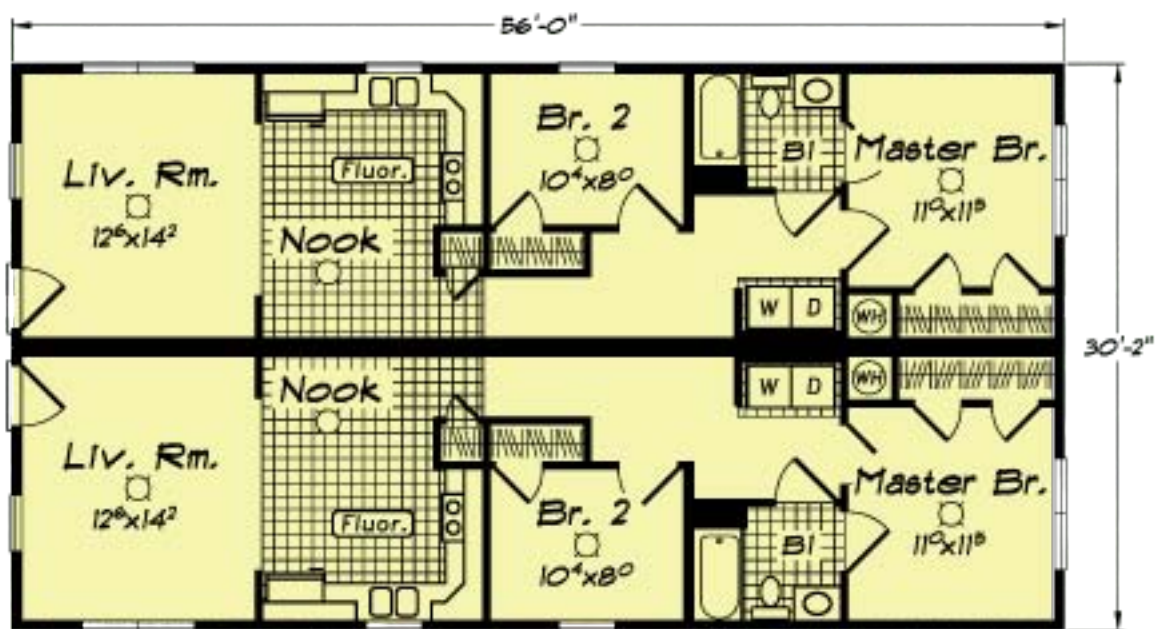 56'-0"
Liv. Rm.
12⁶x14²
Fluor.
Nook
Br. 2
10⁴x8⁰
B1
Master Br.
11⁰x11⁵
W D
WH
30'-2"
WH
W D
Nook
Liv. Rm.
12⁶x14²
Fluor.
Br. 2
10⁴x8⁰
B1
Master Br.
11⁰x11⁵